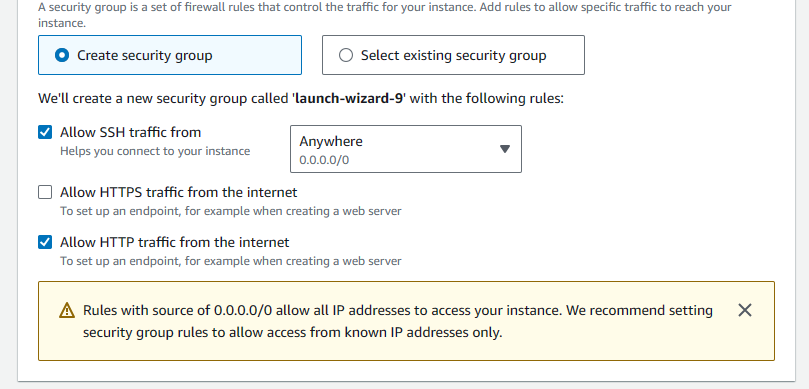 A security group is a set of firewall rules that control the traffic for your instance. Add rules to allow specific traffic to reach your
instance.
Create security group
Select existing security group
We'll create a new security group called 'launch-wizard-9' with the following rules:
Allow SSH traffic from
Helps you connect to your instance
Anywhere
0.0.0.0/0
Allow HTTPS traffic from the internet
To set up an endpoint, for example when creating a web server
Allow HTTP traffic from the internet
To set up an endpoint, for example when creating a web server
Rules with source of 0.0.0.0/0 allow all IP addresses to access your instance. We recommend setting
security group rules to allow access from known IP addresses only.